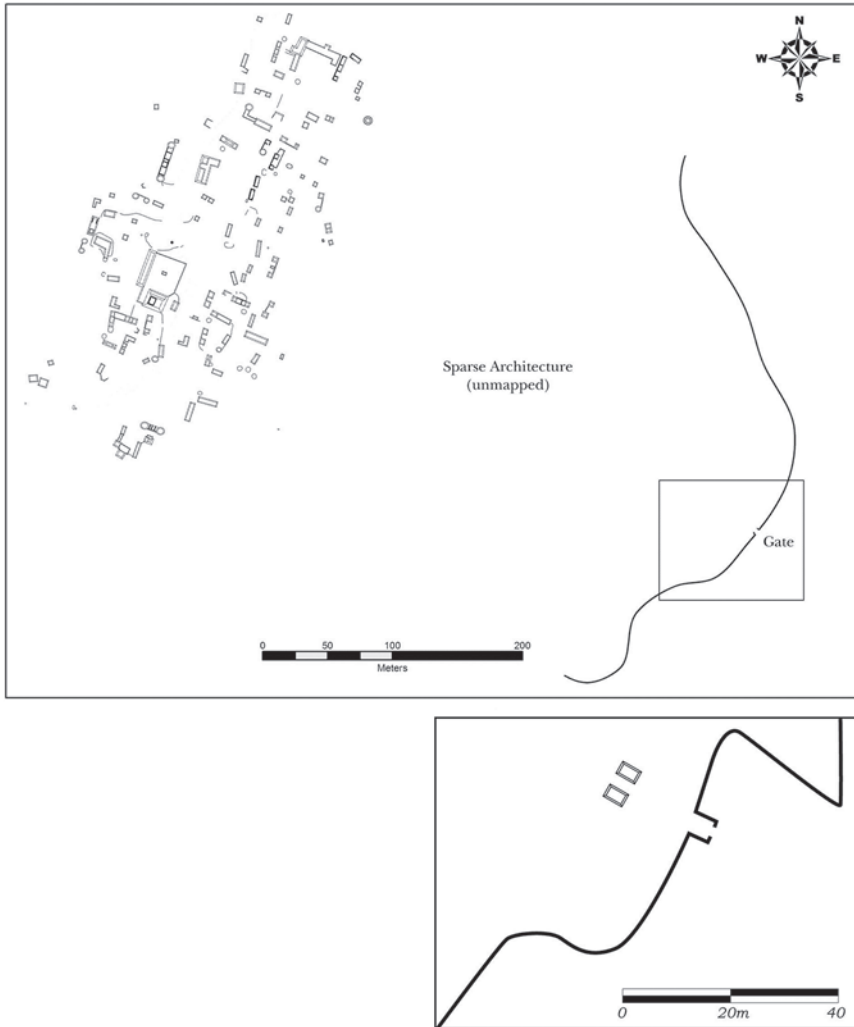 N
W E
S
Sparse Architecture
(unmapped)
Gate
0 50 100 200
Meters
0 20m 40